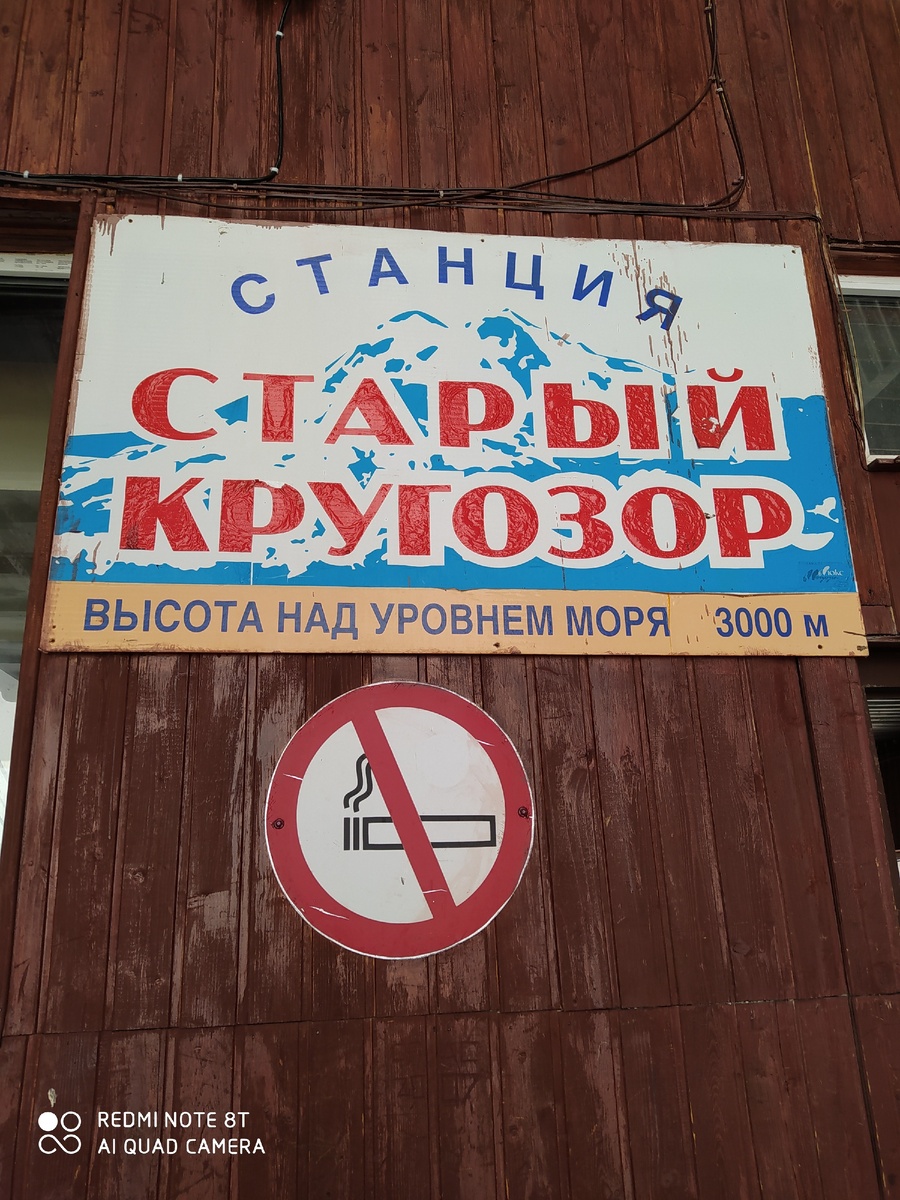 СТАНЦИЯ
СТАРЫЙ
КРУГОЗОР
ВЫСОТА НАД УРОВНЕМ МОРЯ 3000 м
REDMI NOTE 8T
AI QUAD CAMERA